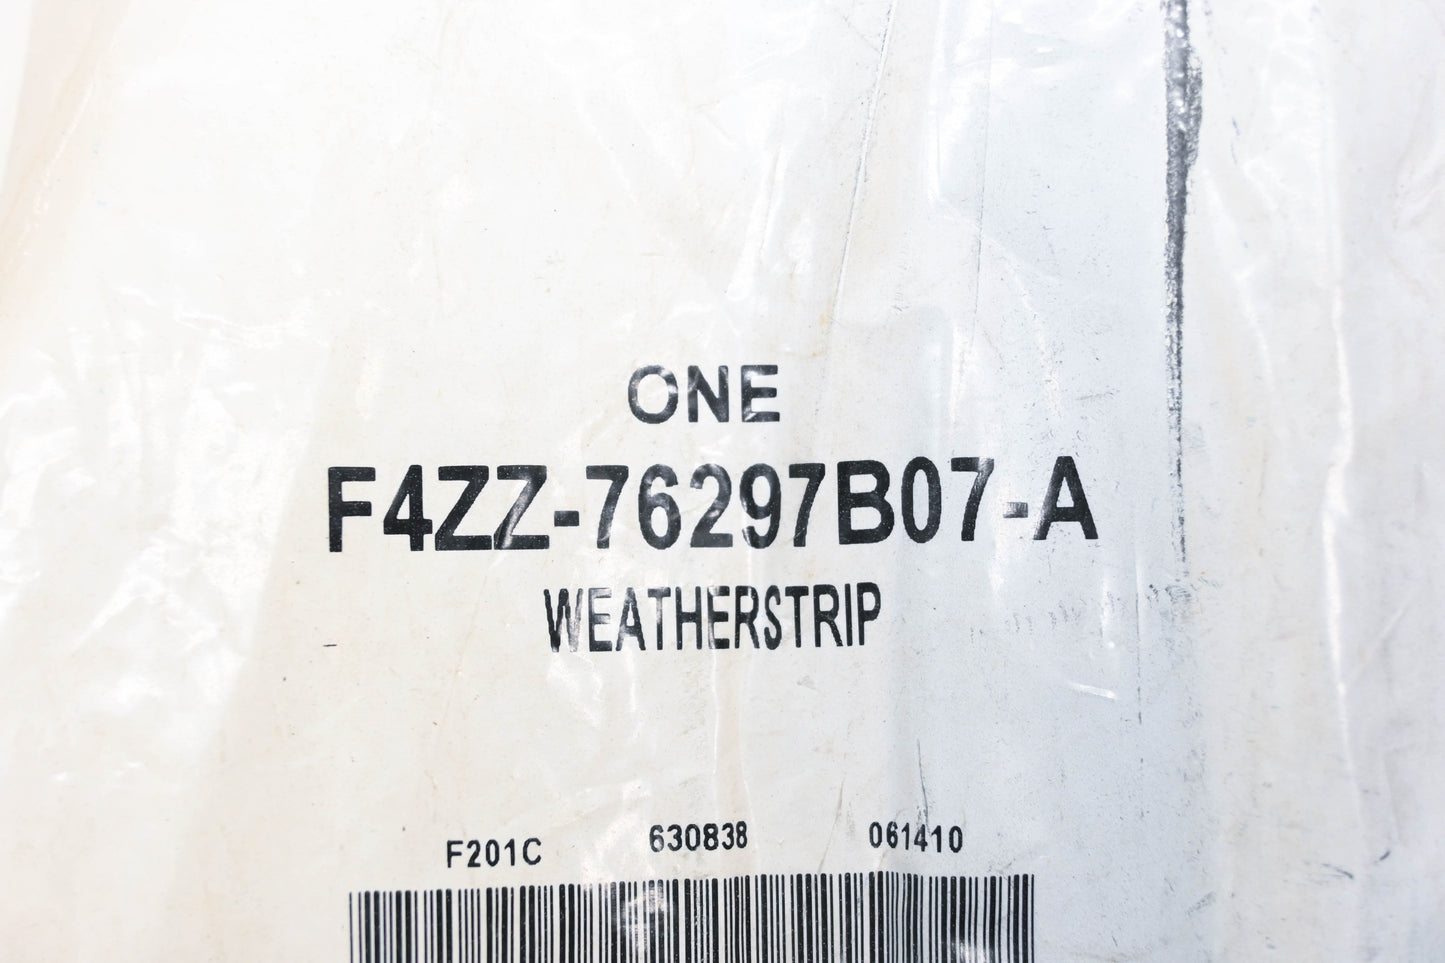 ONE
F4ZZ-76297B07-A
WEATHERSTRIP
F201C 630838 061410